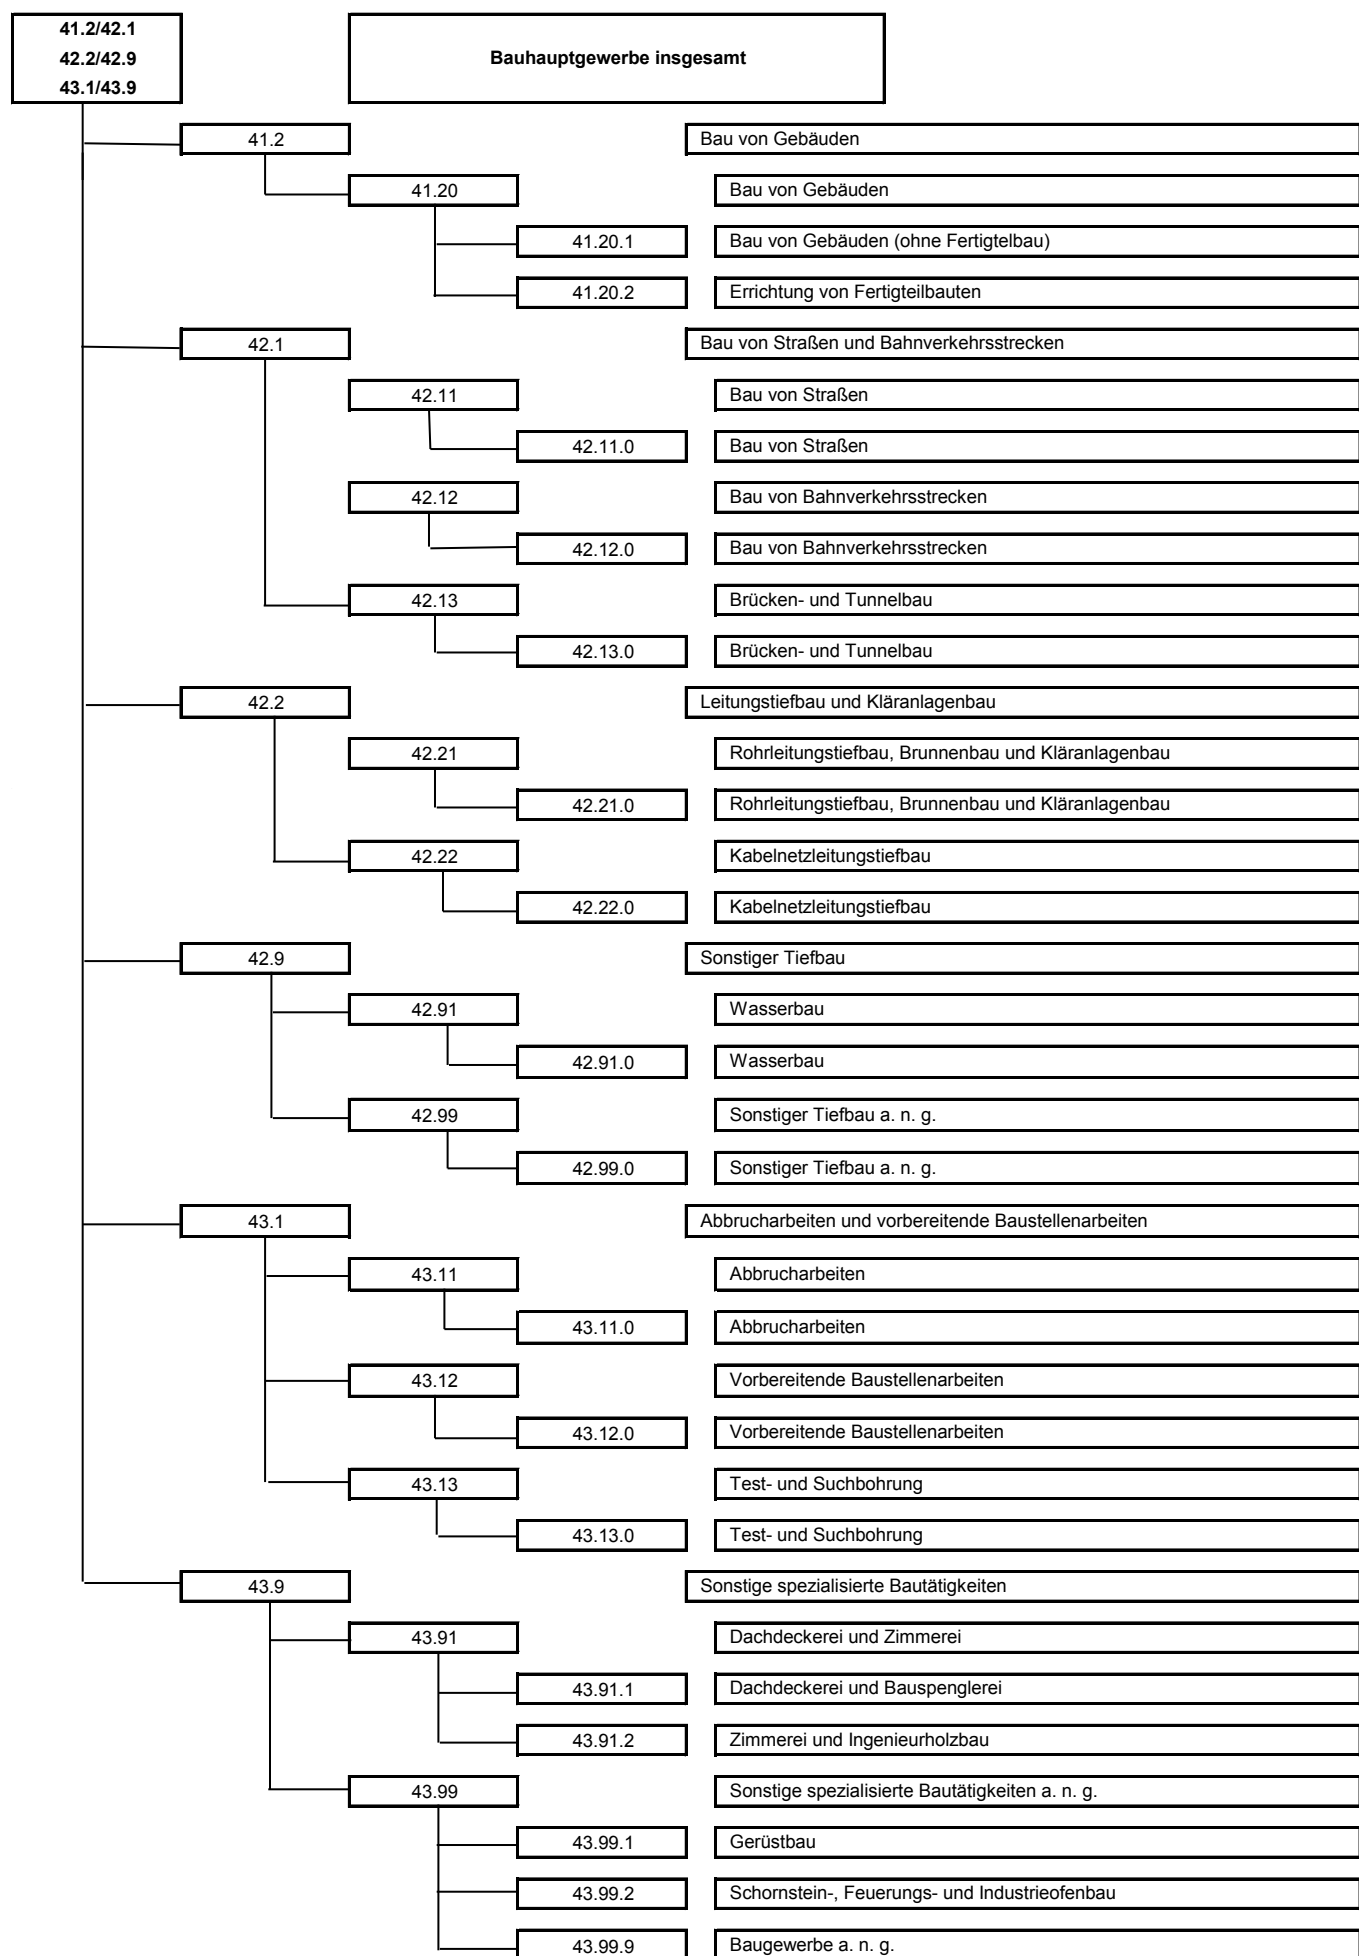 41.2/42.1
42.2/42.9
43.1/43.9
Bauhauptgewerbe insgesamt
41.2 Bau von Gebäuden
41.20 Bau von Gebäuden
41.20.1 Bau von Gebäuden (ohne Fertigtelbau)
41.20.2 Errichtung von Fertigteilbauten
42.1 Bau von Straßen und Bahnverkehrsstrecken
42.11 Bau von Straßen
42.11.0 Bau von Straßen
42.12 Bau von Bahnverkehrsstrecken
42.12.0 Bau von Bahnverkehrsstrecken
42.13 Brücken- und Tunnelbau
42.13.0 Brücken- und Tunnelbau
42.2 Leitungstiefbau und Kläranlagenbau
42.21 Rohrleitungstiefbau, Brunnenbau und Kläranlagenbau
42.21.0 Rohrleitungstiefbau, Brunnenbau und Kläranlagenbau
42.22 Kabelnetzleitungstiefbau
42.22.0 Kabelnetzleitungstiefbau
42.9 Sonstiger Tiefbau
42.91 Wasserbau
42.91.0 Wasserbau
42.99 Sonstiger Tiefbau a. n. g.
42.99.0 Sonstiger Tiefbau a. n. g.
43.1 Abbrucharbeiten und vorbereitende Baustellenarbeiten
43.11 Abbrucharbeiten
43.11.0 Abbrucharbeiten
43.12 Vorbereitende Baustellenarbeiten
43.12.0 Vorbereitende Baustellenarbeiten
43.13 Test- und Suchbohrung
43.13.0 Test- und Suchbohrung
43.9 Sonstige spezialisierte Bautätigkeiten
43.91 Dachdeckerei und Zimmerei
43.91.1 Dachdeckerei und Bauspenglerei
43.91.2 Zimmerei und Ingenieurholzbau
43.99 Sonstige spezialisierte Bautätigkeiten a. n. g.
43.99.1 Gerüstbau
43.99.2 Schornstein-, Feuerungs- und Industrieofenbau
43.99.9 Baugewerbe a. n. g.